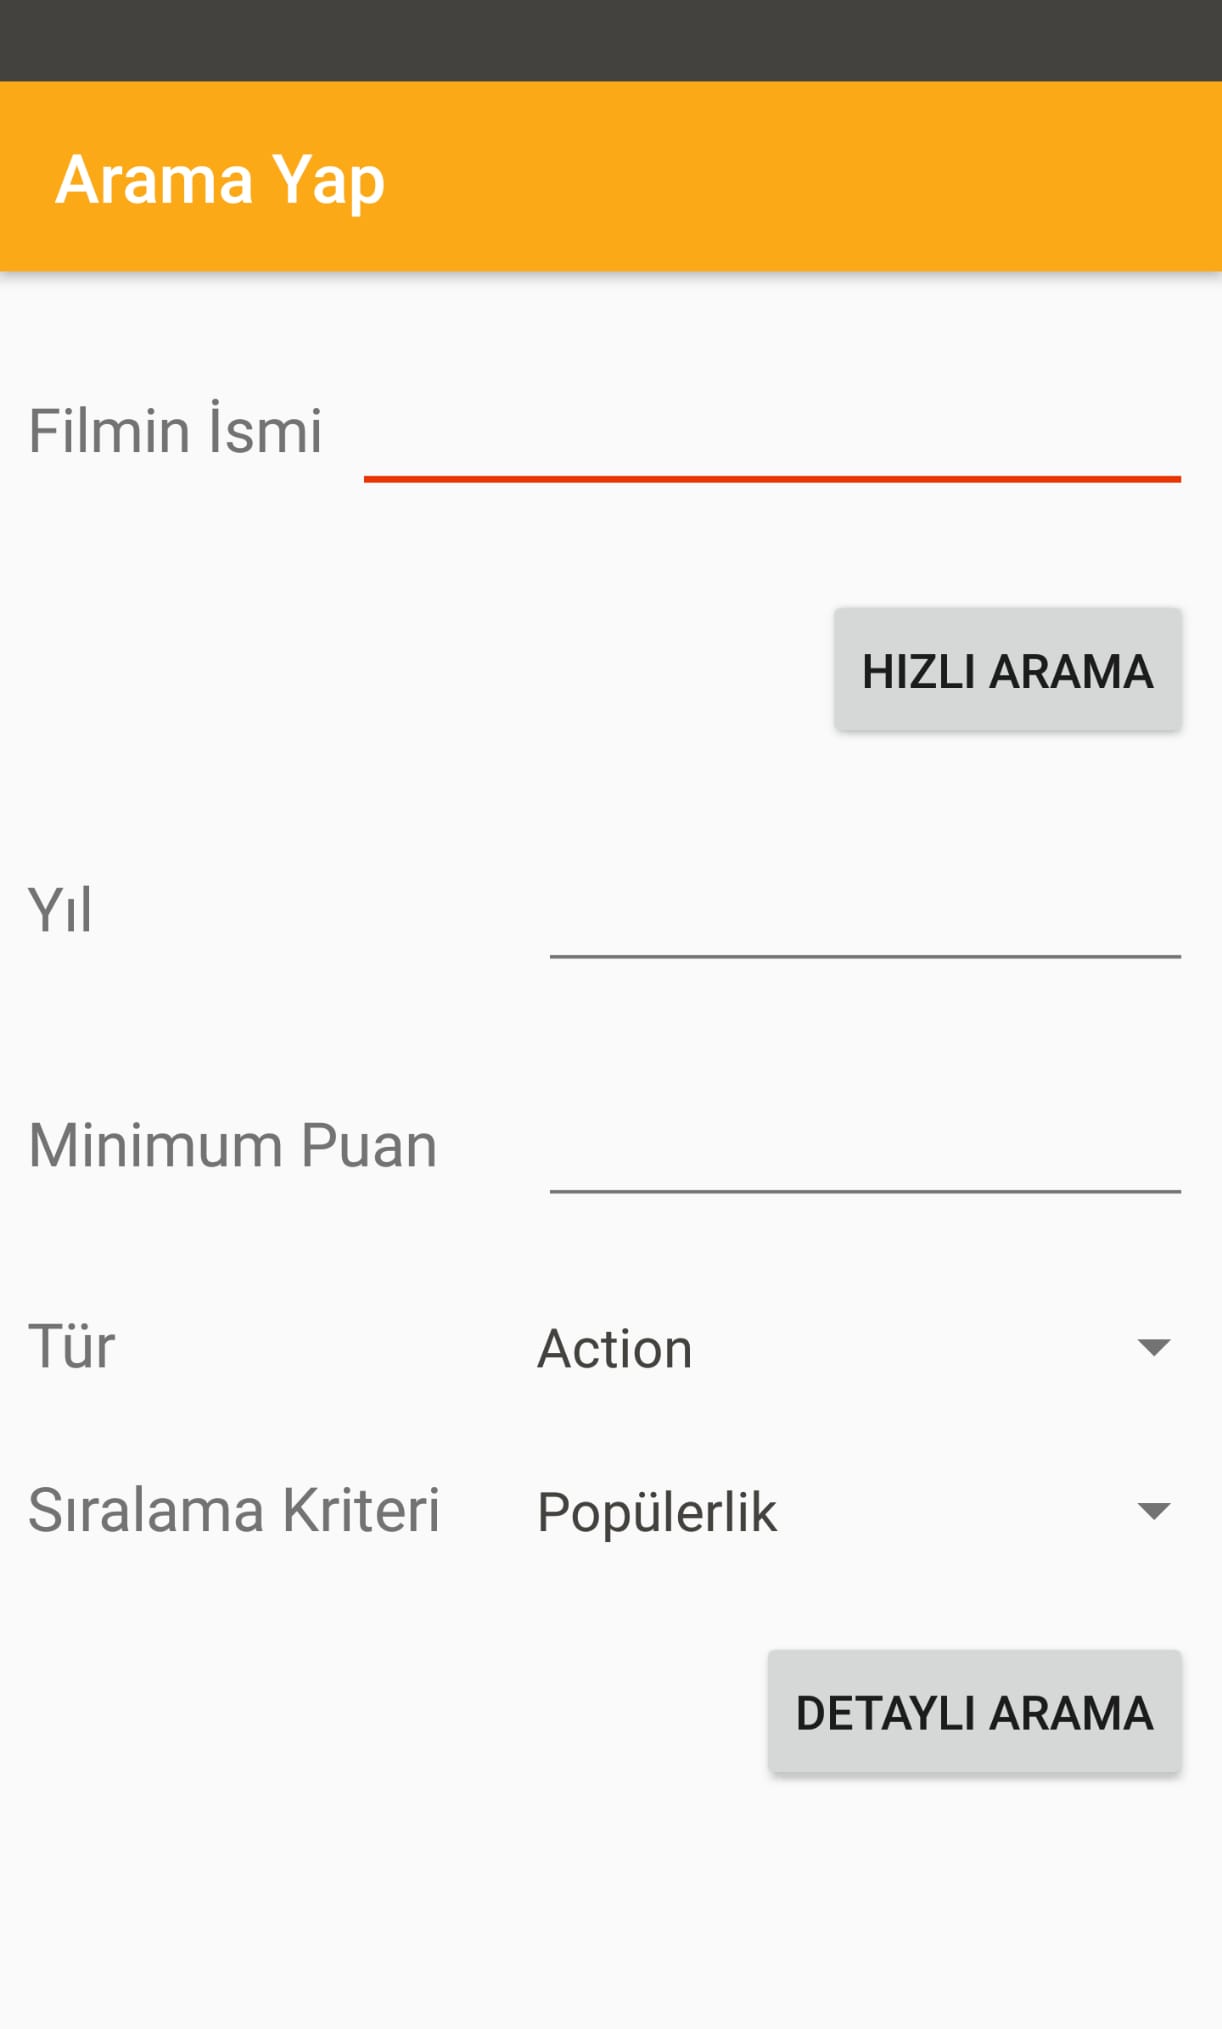 Arama Yap
Filmin İsmi
HIZLI ARAMA
Yıl
Minimum Puan
Tür Action
Sıralama Kriteri Popülerlik
DETAYLI ARAMA